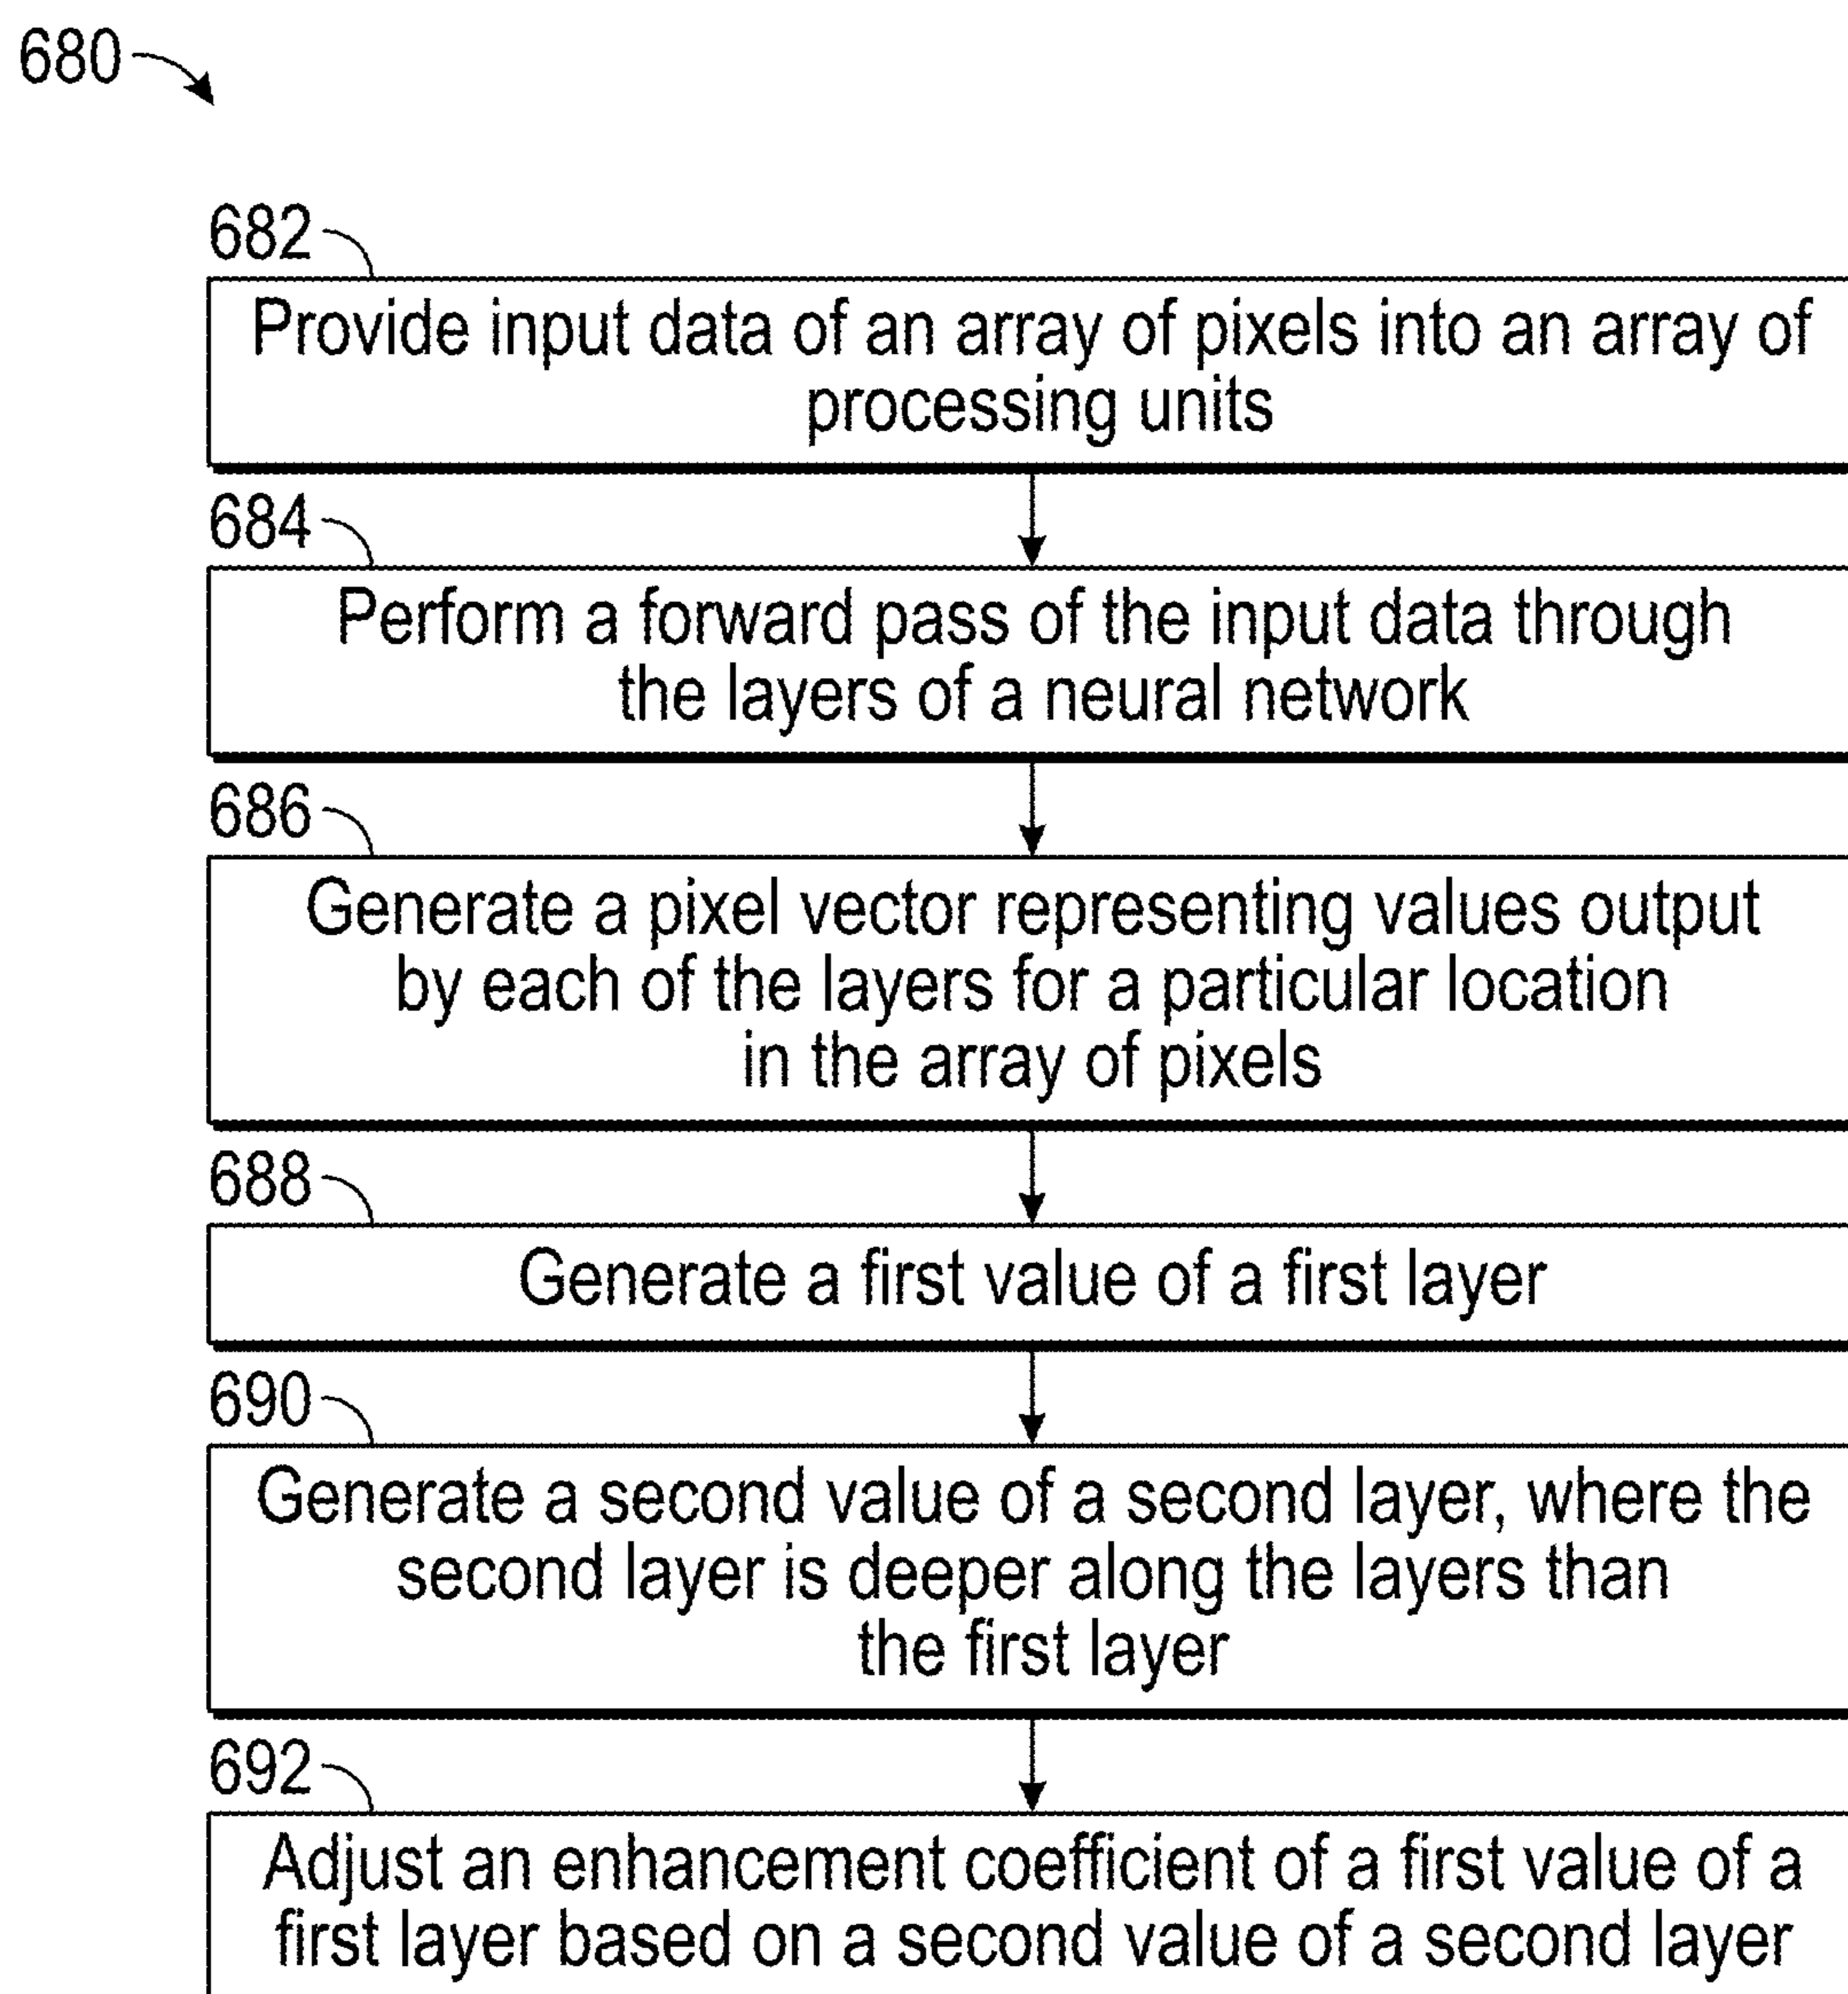 680
682
Provide input data of an array of pixels into an array of
processing units
684
Perform a forward pass of the input data through
the layers of a neural network
686
Generate a pixel vector representing values output
by each of the layers for a particular location
in the array of pixels
688
Generate a first value of a first layer
690
Generate a second value of a second layer, where the
second layer is deeper along the layers than
the first layer
692
Adjust an enhancement coefficient of a first value of a
first layer based on a second value of a second layer